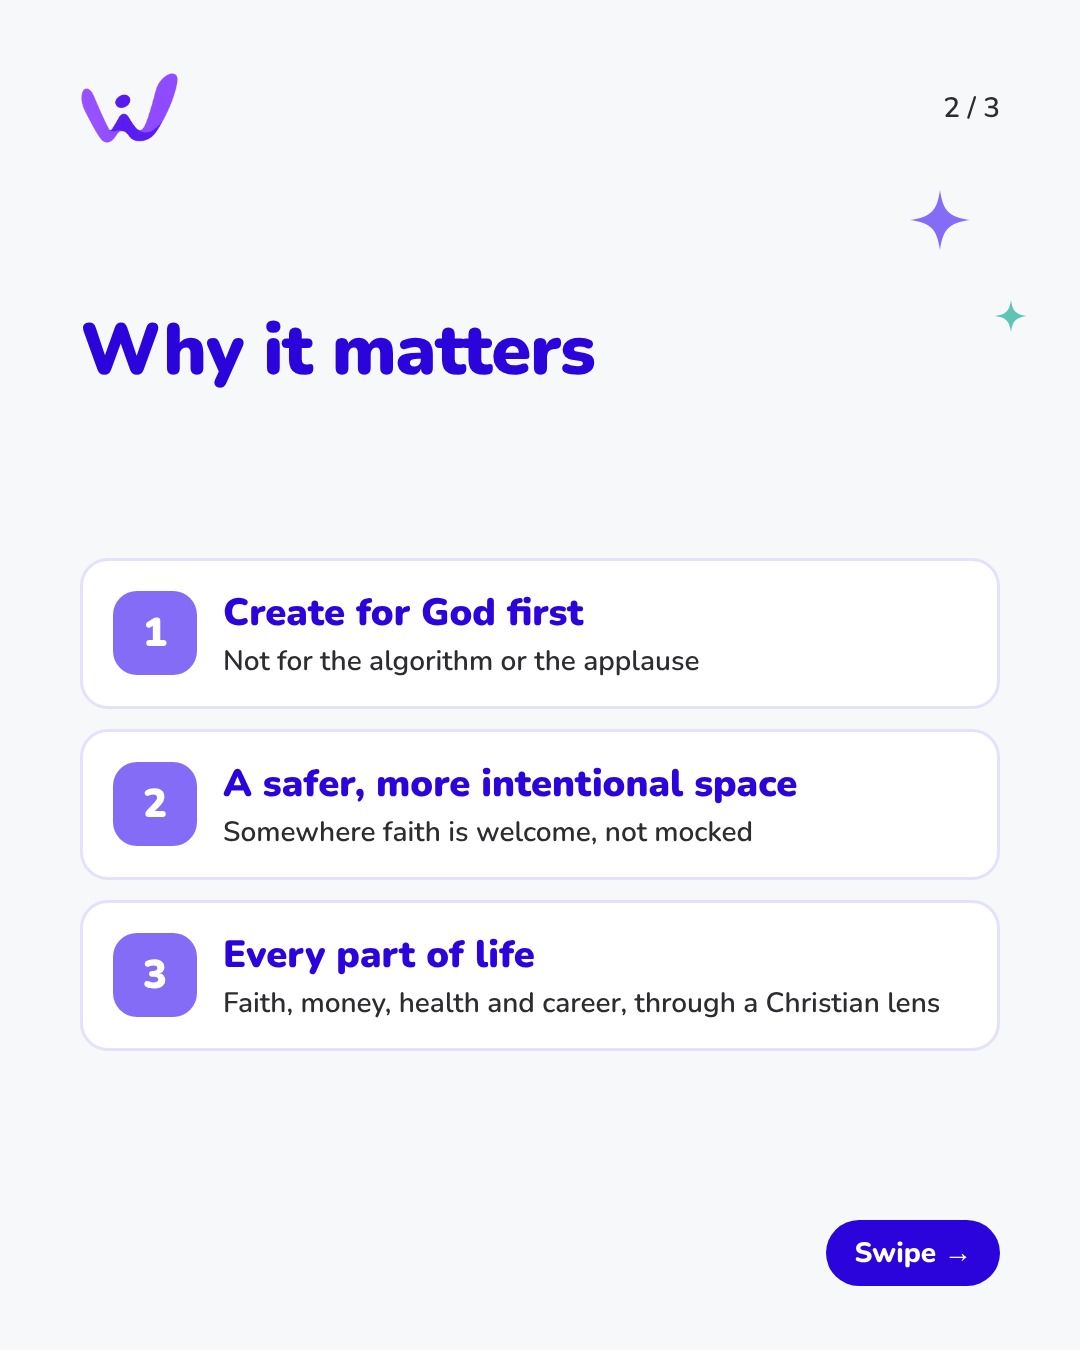 2 / 3
Why it matters
1
Create for God first
Not for the algorithm or the applause
2
A safer, more intentional space
Somewhere faith is welcome, not mocked
3
Every part of life
Faith, money, health and career, through a Christian lens
Swipe →